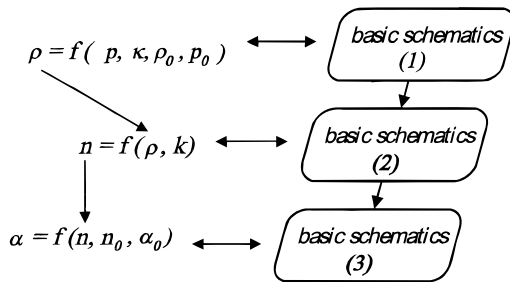 ρ = f( p, κ, ρ₀, p₀ )
basic schematics
(1)
n = f(ρ, k)
basic schematics
(2)
α = f(n, n₀, α₀)
basic schematics
(3)